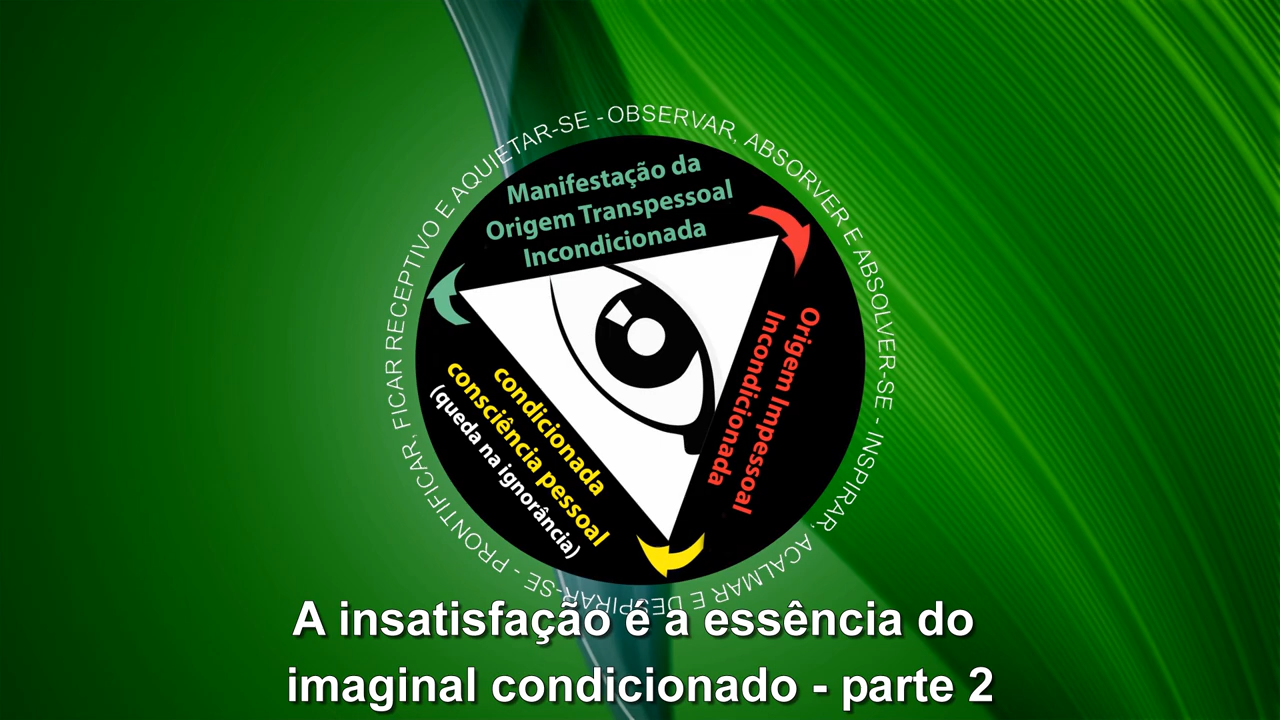 OBSERVAR, ABSORVER E ABSOLVER-SE - INSPIRAR, ACALMAR E DESPIRAR-SE - PRONTIFICAR, FICAR RECEPTIVO E AQUIETAR-SE -
Manifestação da
Origem Transpessoal
Incondicionada
Origem Impessoal
Incondicionada
condicionada
consciência pessoal
(queda na ignorância)
A insatisfação é a essência do
imaginal condicionado - parte 2